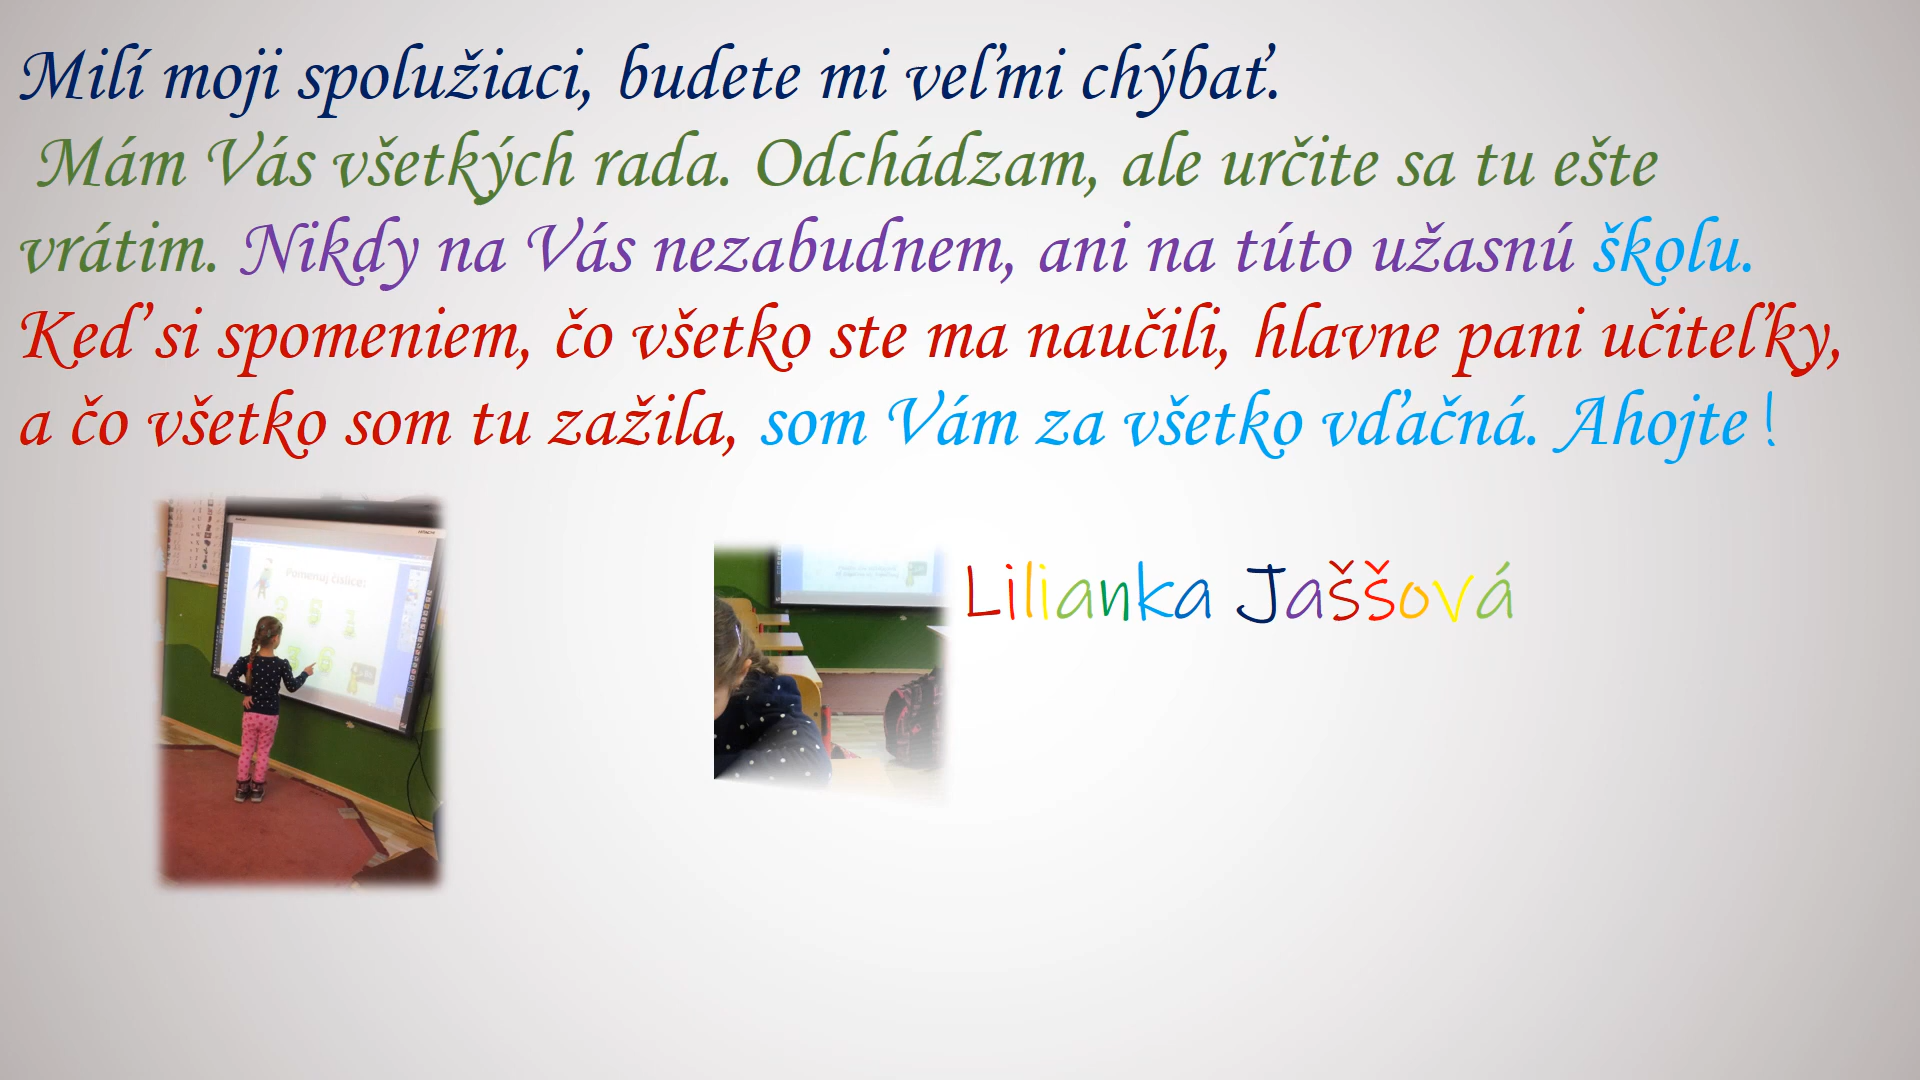 Milí moji spolužiaci, budete mi veľmi chýbať.
Mám Vás všetkých rada. Odchádzam, ale určite sa tu ešte
vrátim. Nikdy na Vás nezabudnem, ani na túto užasnú školu.
Keď si spomeniem, čo všetko ste ma naučili, hlavne pani učiteľky,
a čo všetko som tu zažila, som Vám za všetko vďačná. Ahojte !
Pomenuj číslice:
Lilianka Jaššová